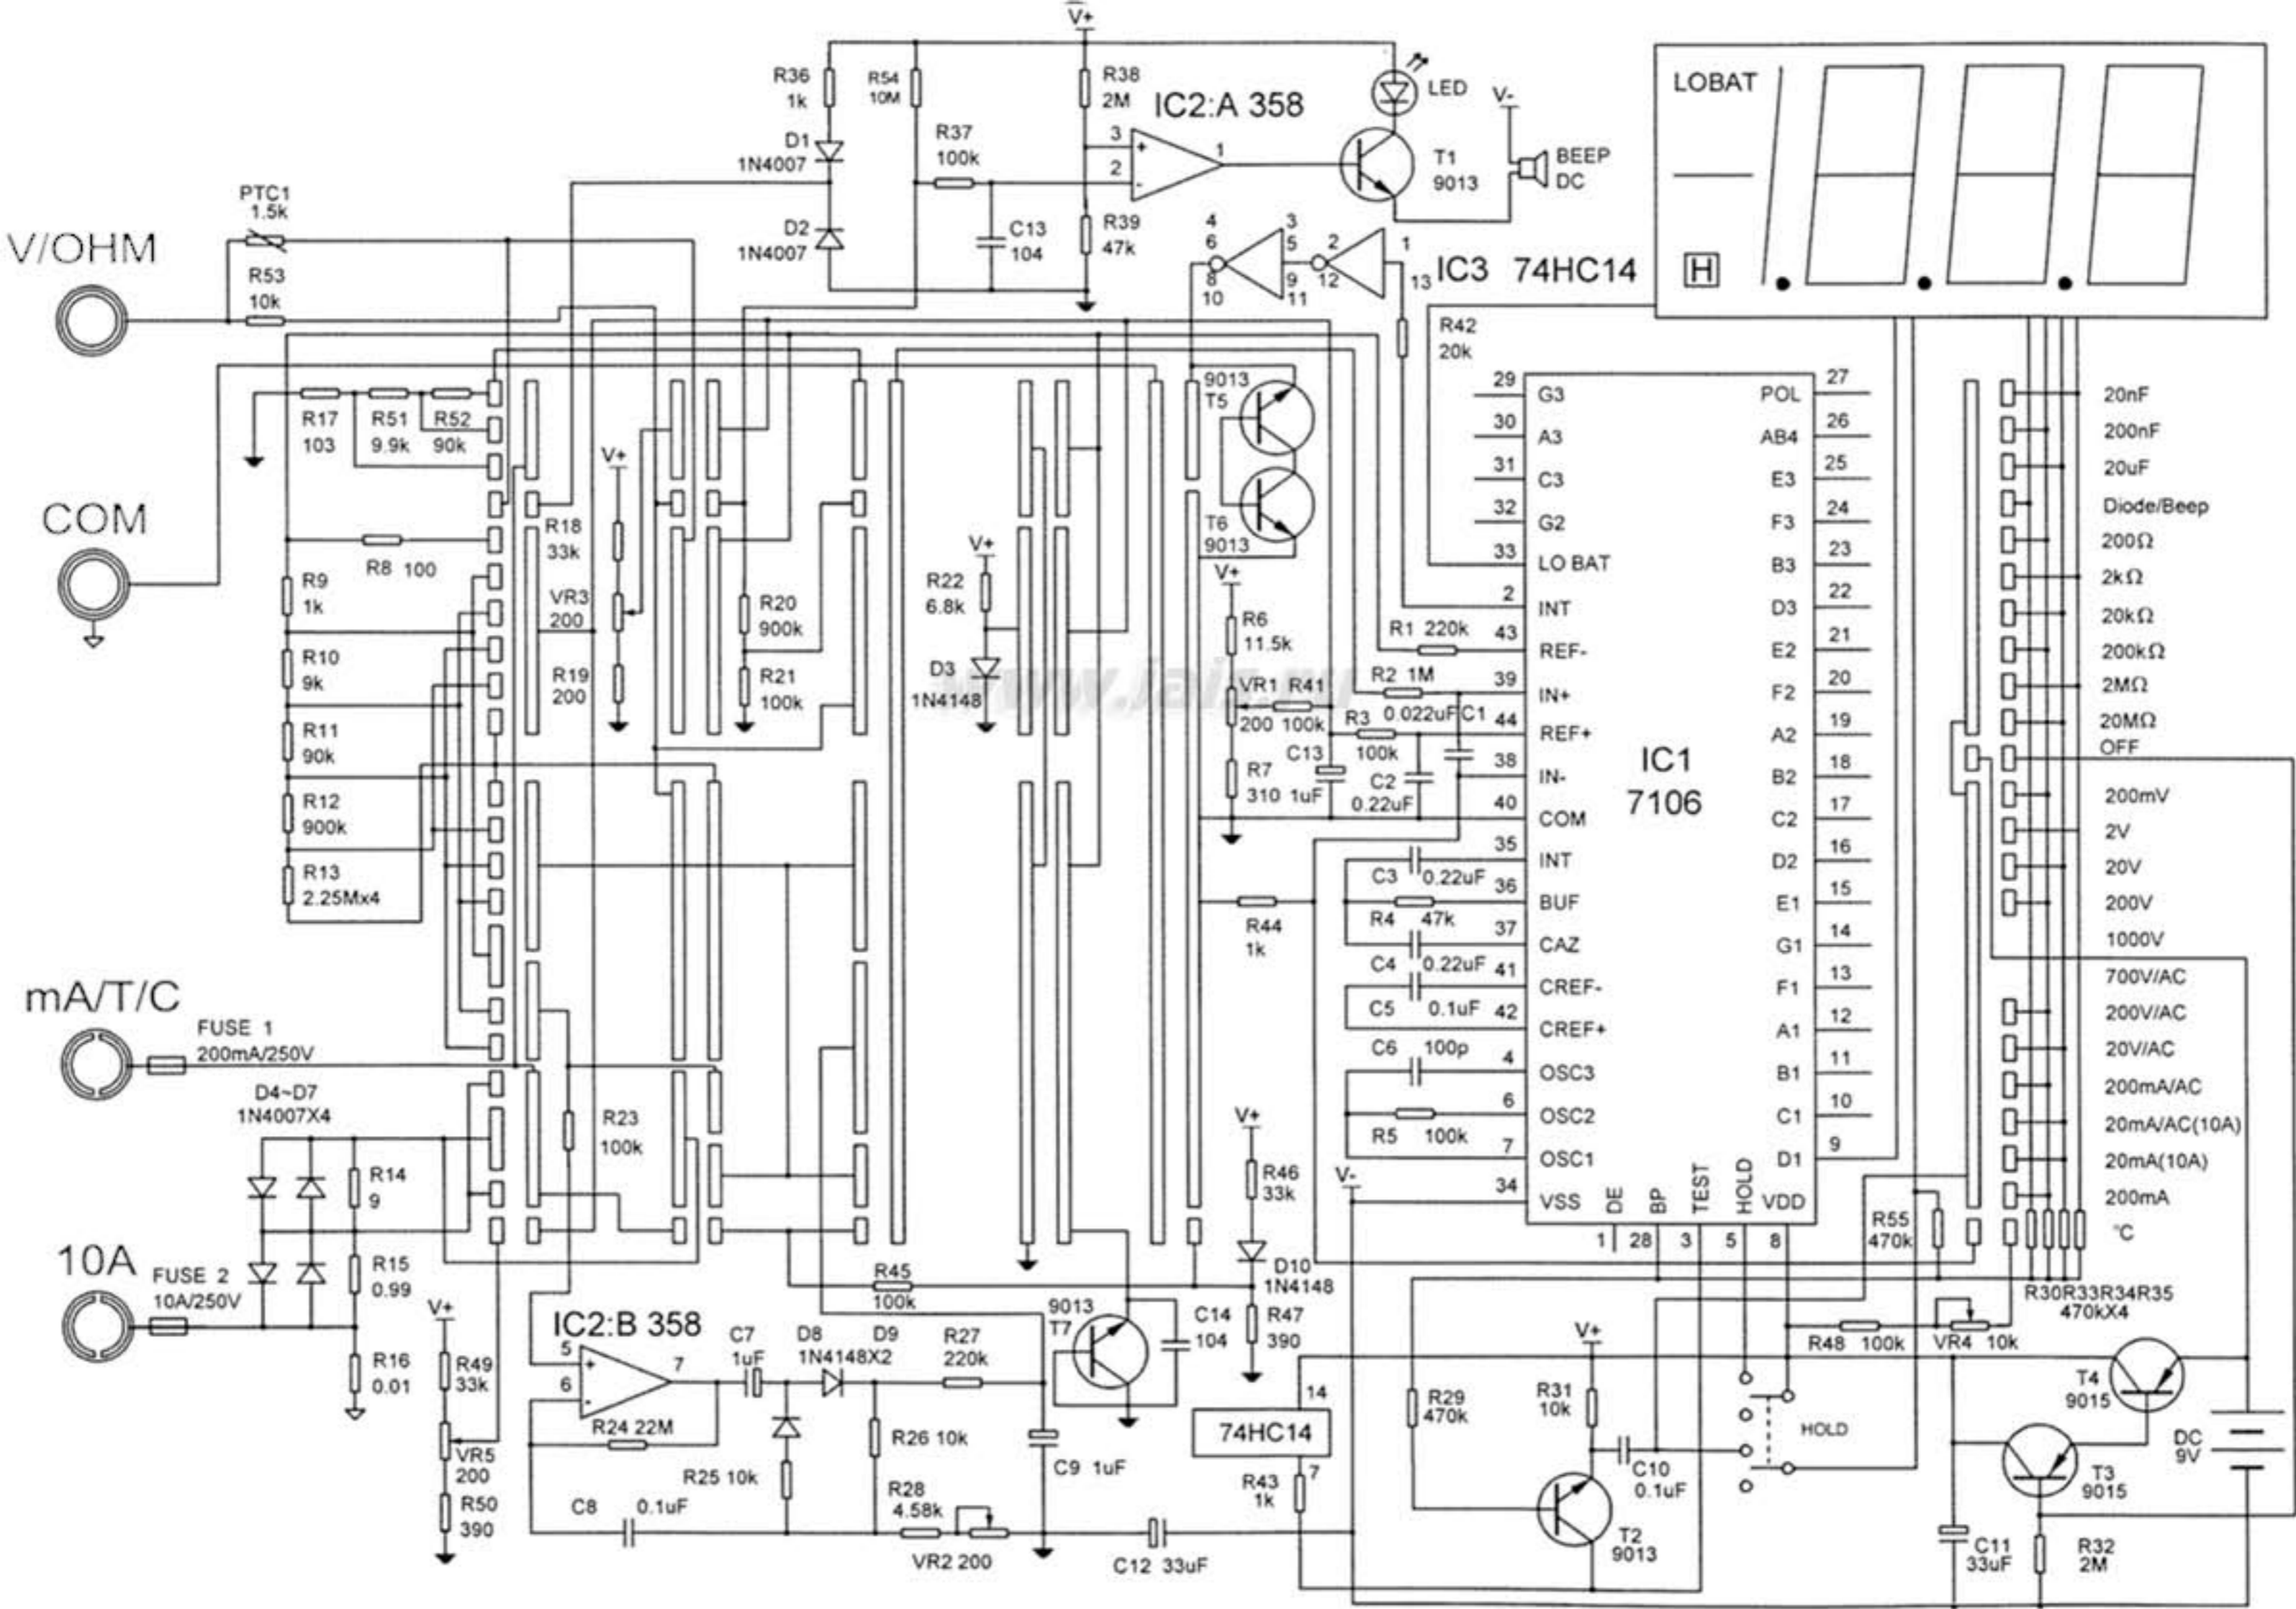 V+
R36
1k
R54
10M
R38
2M
IC2:A 358
LED
V-
LOBAT
D1
1N4007
R37
100k
3
2
+
-
1
T1
9013
BEEP
DC
PTC1
1.5k
V/OHM
D2
1N4007
C13
104
R39
47k
4
6
8
10
3
5
9
11
2
12
1
13
IC3 74HC14
H
R53
10k
R42
20k
R17
103
R51
9.9k
R52
90k
V+
9013
T5
T6
9013
COM
R18
33k
VR3
200
R19
200
R8 100
R9
1k
R10
9k
R11
90k
R12
900k
R13
2.25Mx4
R20
900k
R21
100k
V+
R22
6.8k
D3
1N4148
www.jais.ru
V+
R6
11.5k
VR1
200
R41
100k
R7
310
C13
1uF
R1 220k
R2 1M
0.022uF C1
R3
100k
C2
0.22uF
R44
1k
C3 0.22uF
R4 47k
C4 0.22uF
C5 0.1uF
C6 100p
R5 100k
29 G3
30 A3
31 C3
32 G2
33 LO BAT
2 INT
43 REF-
39 IN+
44 REF+
38 IN-
40 COM
35 INT
36 BUF
37 CAZ
41 CREF-
42 CREF+
4 OSC3
6 OSC2
7 OSC1
34 VSS
IC1
7106
POL 27
AB4 26
E3 25
F3 24
B3 23
D3 22
E2 21
F2 20
A2 19
B2 18
C2 17
D2 16
E1 15
G1 14
F1 13
A1 12
B1 11
C1 10
D1 9
DE
BP
TEST
HOLD
VDD
1 28 3 5 8
20nF
200nF
20uF
Diode/Beep
200Ω
2kΩ
20kΩ
200kΩ
2MΩ
20MΩ
OFF
200mV
2V
20V
200V
1000V
700V/AC
200V/AC
20V/AC
200mA/AC
20mA/AC(10A)
20mA(10A)
200mA
°C
mA/T/C
FUSE 1
200mA/250V
D4~D7
1N4007X4
R14
9
R15
0.99
R16
0.01
10A
FUSE 2
10A/250V
R23
100k
V+
R49
33k
VR5
200
R50
390
IC2:B 358
5
6
+
-
7
R24 22M
C8 0.1uF
C7
1uF
D8 D9
1N4148X2
R25 10k
R26 10k
R27
220k
R28
4.58k
VR2 200
R45
100k
9013
T7
C14
104
C9 1uF
C12 33uF
V+
R46
33k
D10
1N4148
R47
390
V-
14
74HC14
7
R43
1k
R29
470k
V+
R31
10k
C10
0.1uF
T2
9013
HOLD
R55
470k
R48 100k
VR4 10k
R30R33R34R35
470kX4
T4
9015
T3
9015
DC
9V
C11
33uF
R32
2M